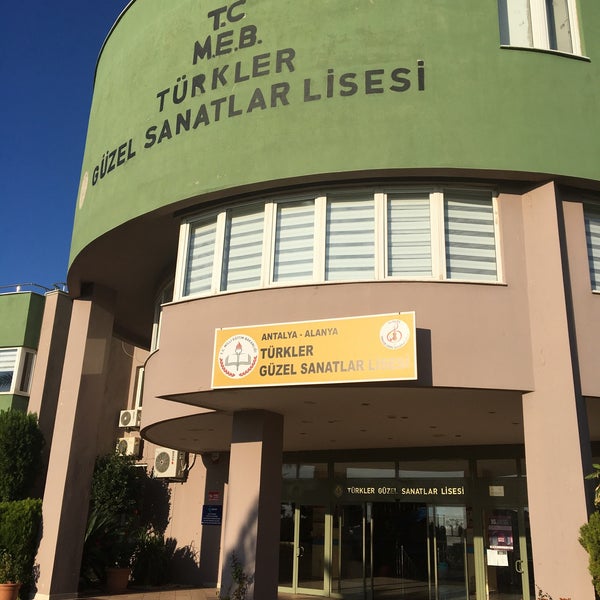 T.C
M.E.B.
TÜRKLER
GÜZEL SANATLAR LİSESİ
ANTALYA - ALANYA
TÜRKLER
GÜZEL SANATLAR LİSESİ
TÜRKLER GÜZEL SANATLAR LİSESİ